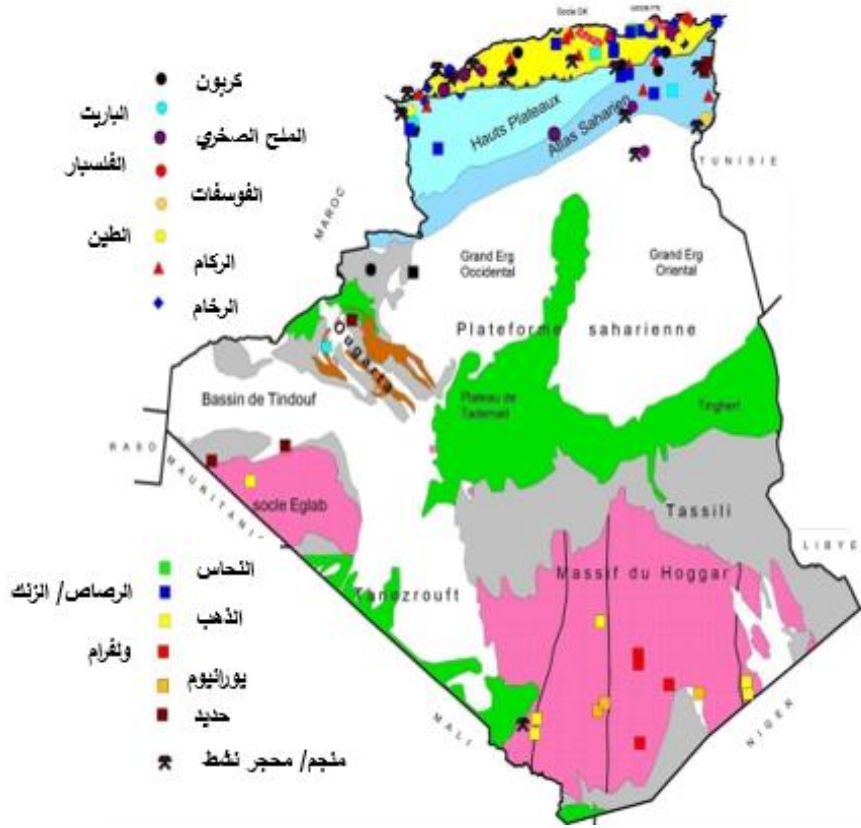 Socle GK
كربون
الباريت
الملح الصخري
الفلسبار
الفوسفات
الطين
الركام
الرخام
Hauts Plateaux
Atlas Saharien
TUNISIE
MAROC
Grand Erg
Occidental
Grand Erg
Oriental
Ougarta
Plateforme saharienne
Bassin de Tindouf
Plateau de
Tademait
Tinghert
RASD
MAURITANIE
socle Eglab
Tassili
LIBYE
Massif du Hoggar
Tanezrouft
النحاس
الرصاص/ الزنك
الذهب
ولفرام
يورانيوم
حديد
منجم/ محجر نشط
MALI
NIGER